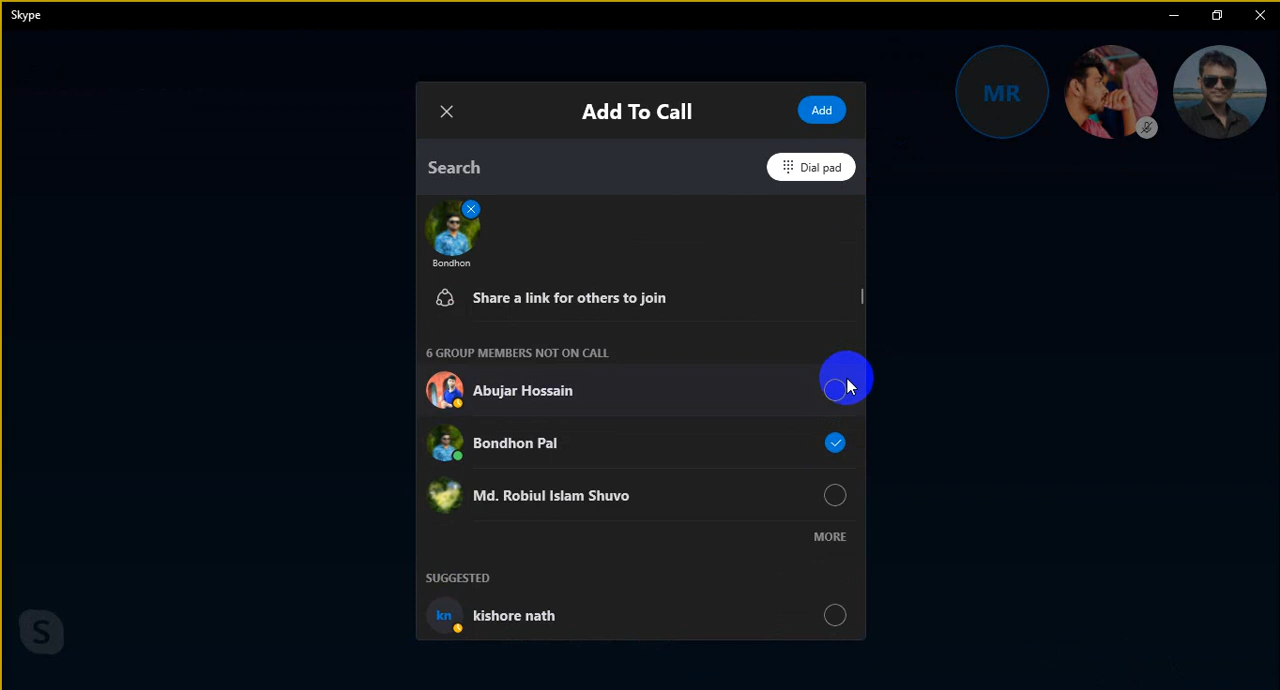 Skype
MR
Add To Call
Add
Search
Dial pad
Bondhon
Share a link for others to join
6 GROUP MEMBERS NOT ON CALL
Abujar Hossain
Bondhon Pal
Md. Robiul Islam Shuvo
MORE
SUGGESTED
kn
kishore nath
S